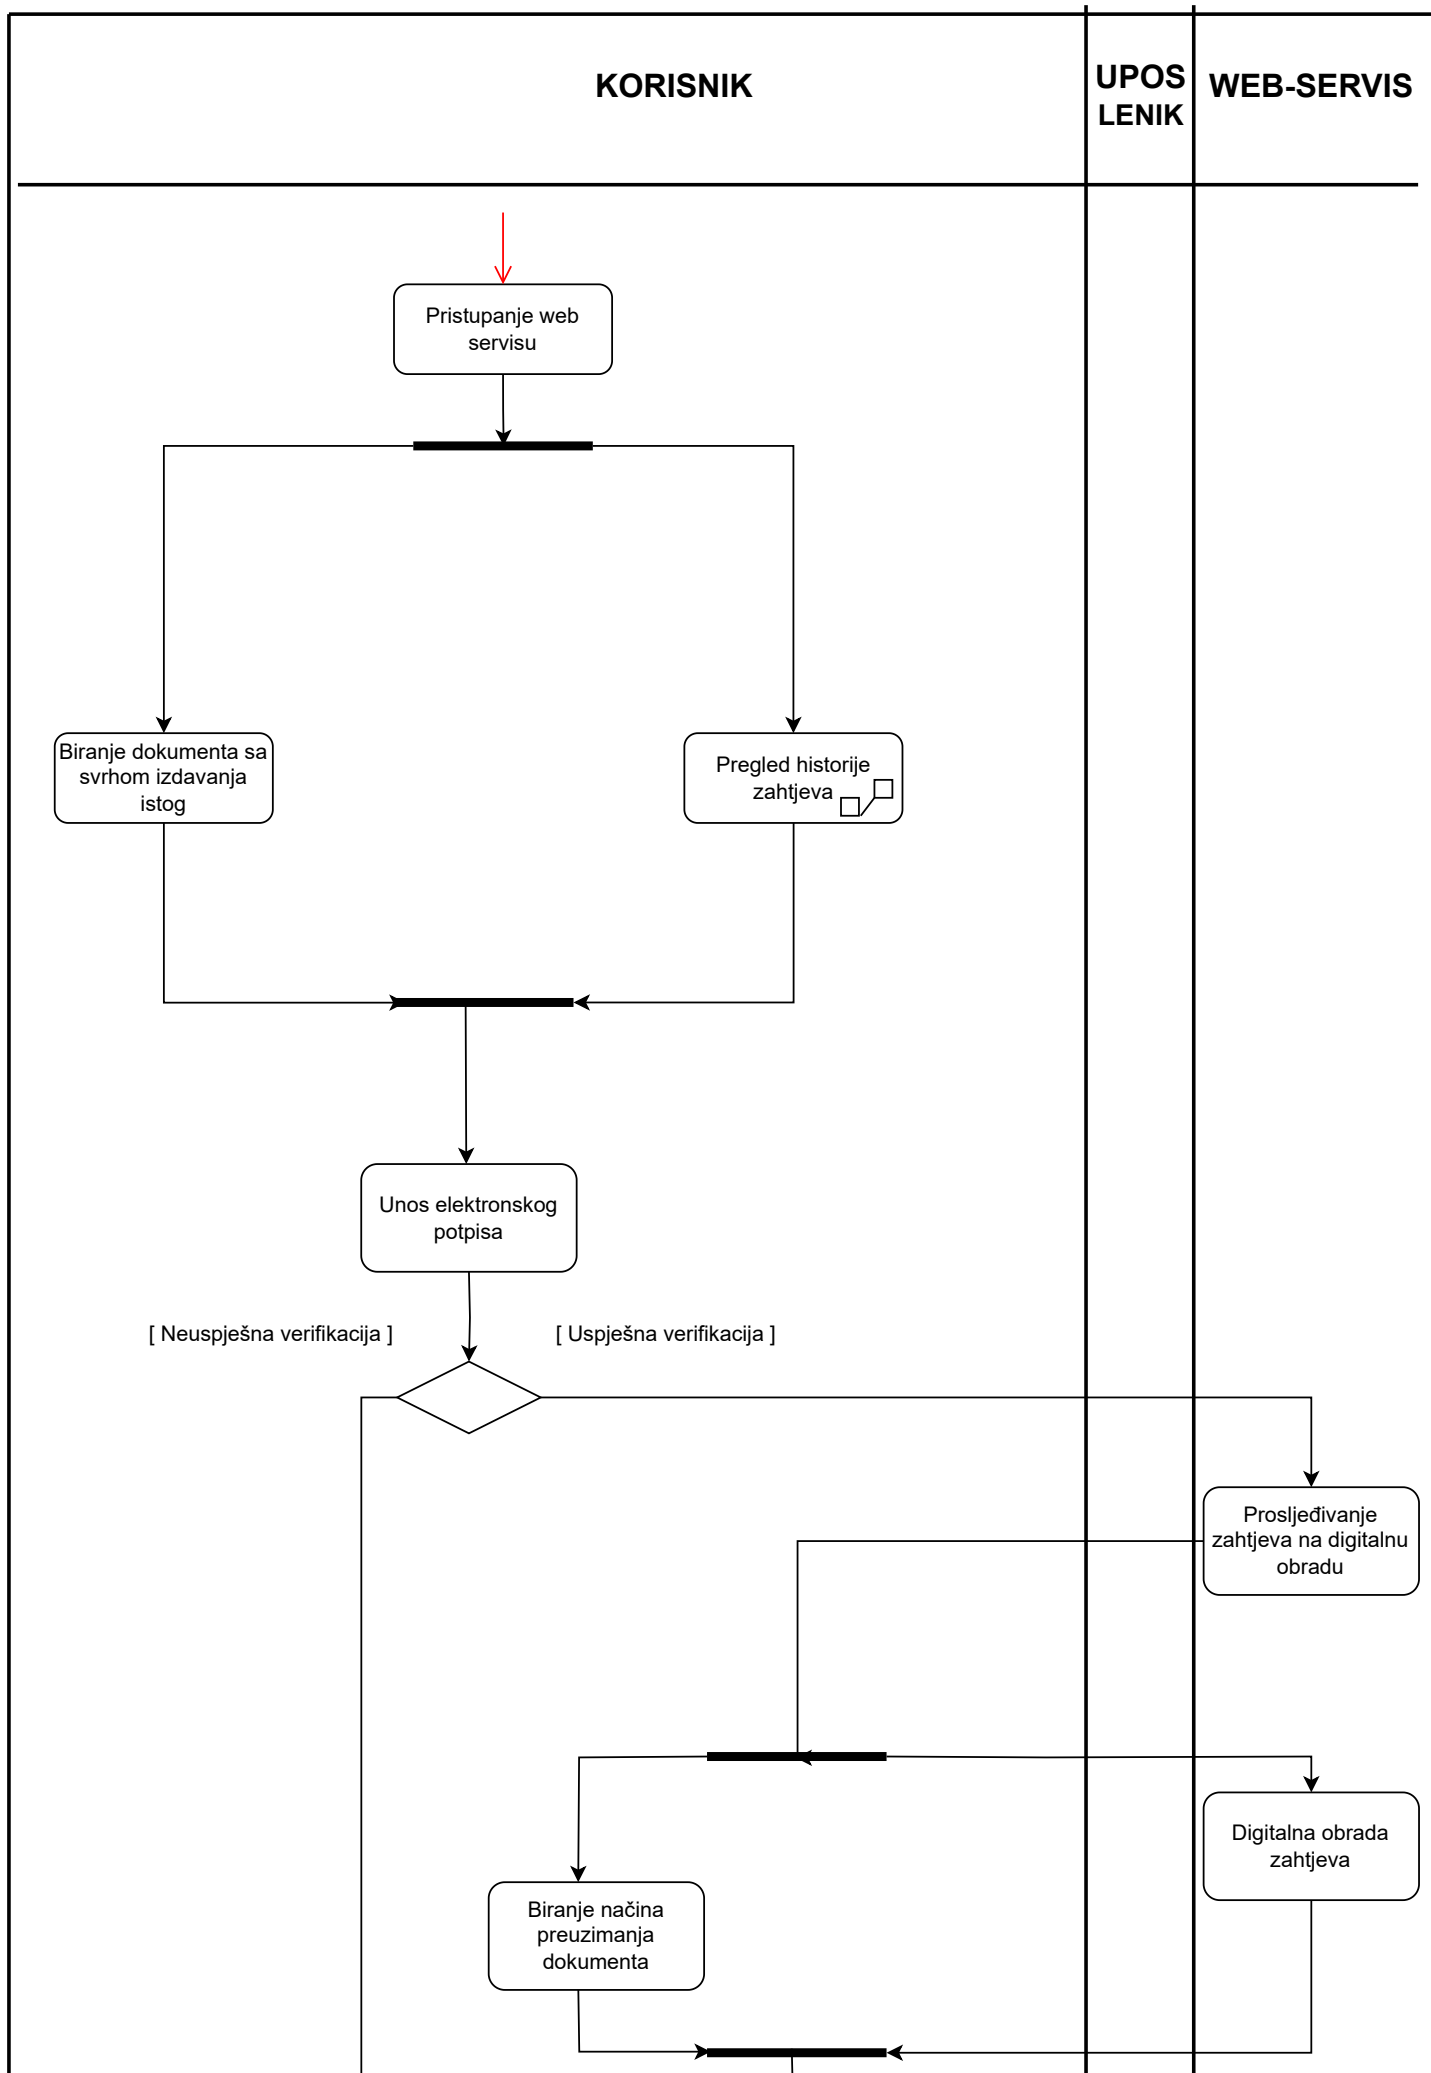 KORISNIK
UPOS
LENIK
WEB-SERVIS
Pristupanje web
servisu
Biranje dokumenta sa
svrhom izdavanja
istog
Pregled historije
zahtjeva
Unos elektronskog
potpisa
[ Neuspješna verifikacija ]
[ Uspješna verifikacija ]
Prosljeđivanje
zahtjeva na digitalnu
obradu
Digitalna obrada
zahtjeva
Biranje načina
preuzimanja
dokumenta